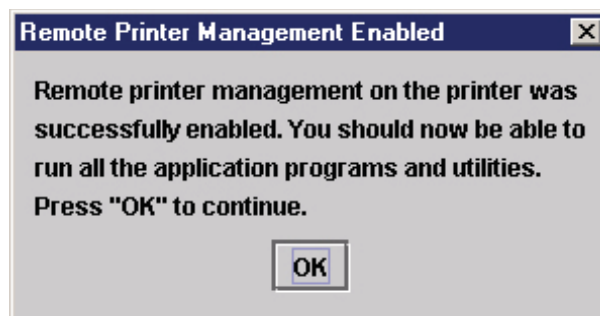 Remote Printer Management Enabled
Remote printer management on the printer was
successfully enabled. You should now be able to
run all the application programs and utilities.
Press "OK" to continue.
OK